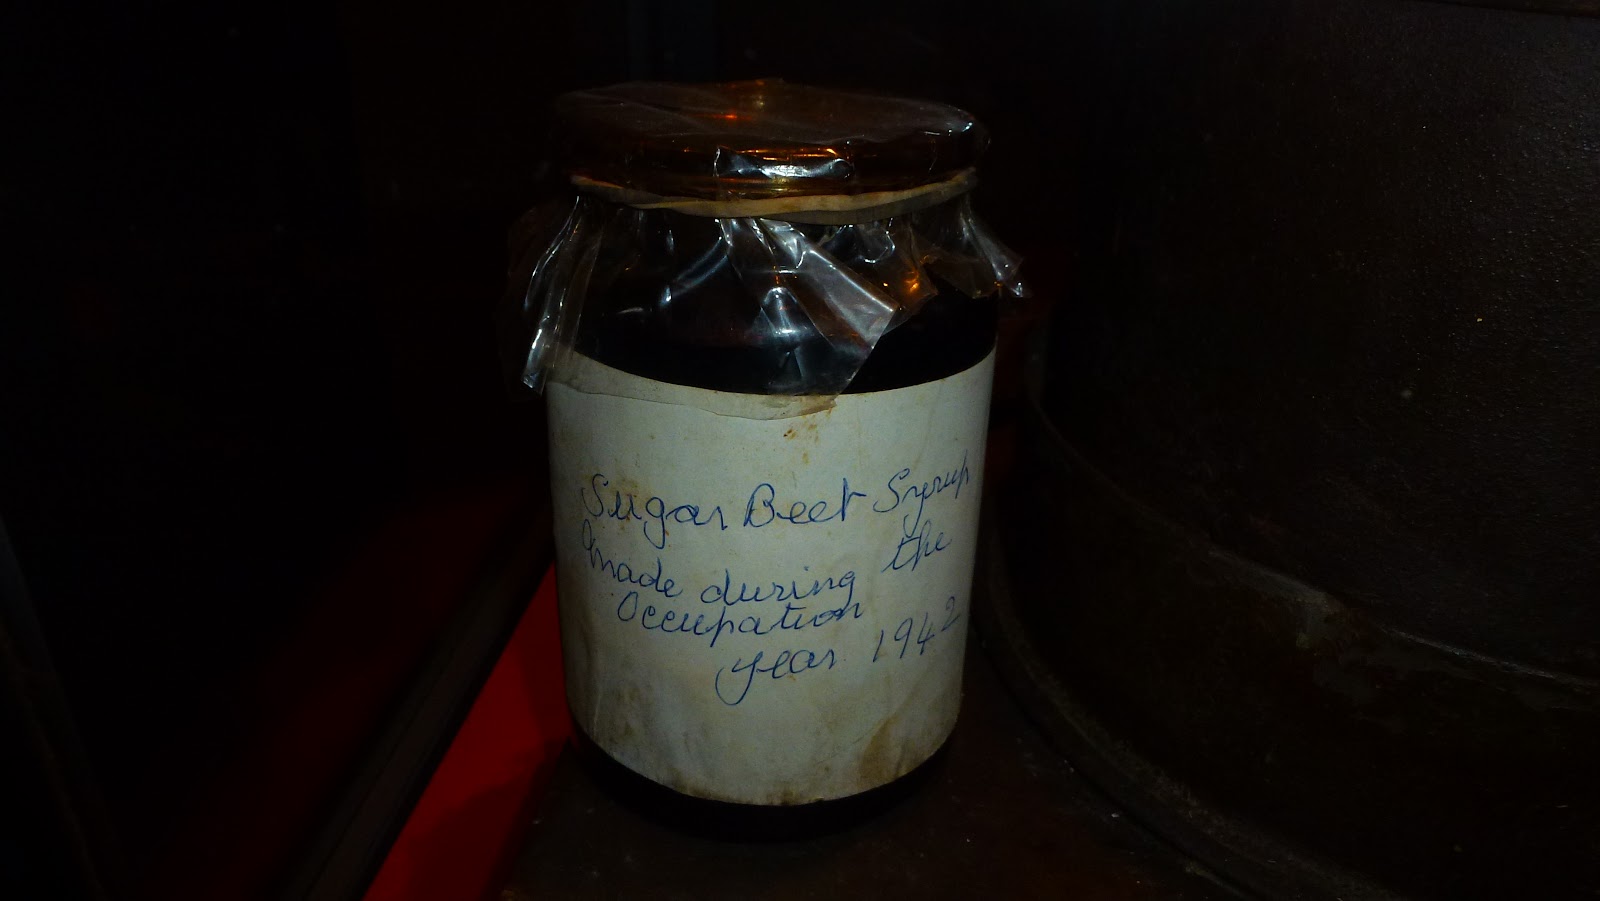 Sugar Beet Syrup
made during the
Occupation
year 1942